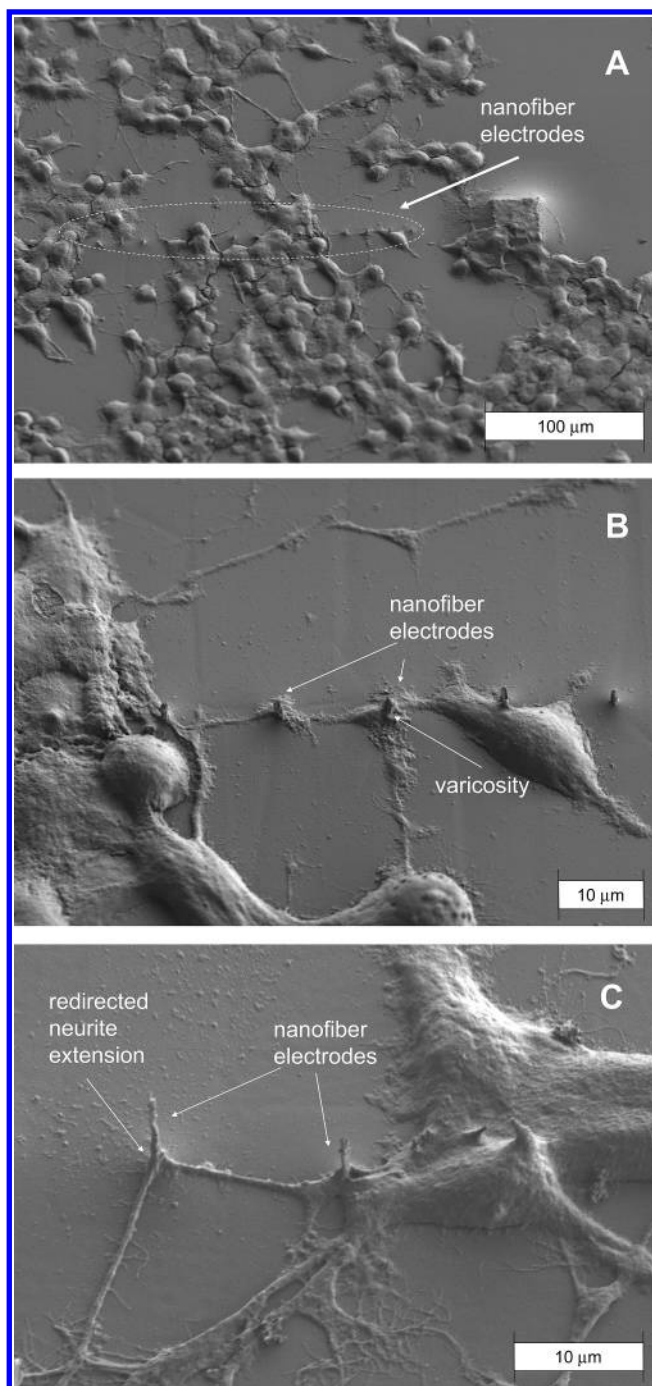 A
nanofiber
electrodes
100 μm
B
nanofiber
electrodes
varicosity
10 μm
C
redirected
neurite
extension
nanofiber
electrodes
10 μm